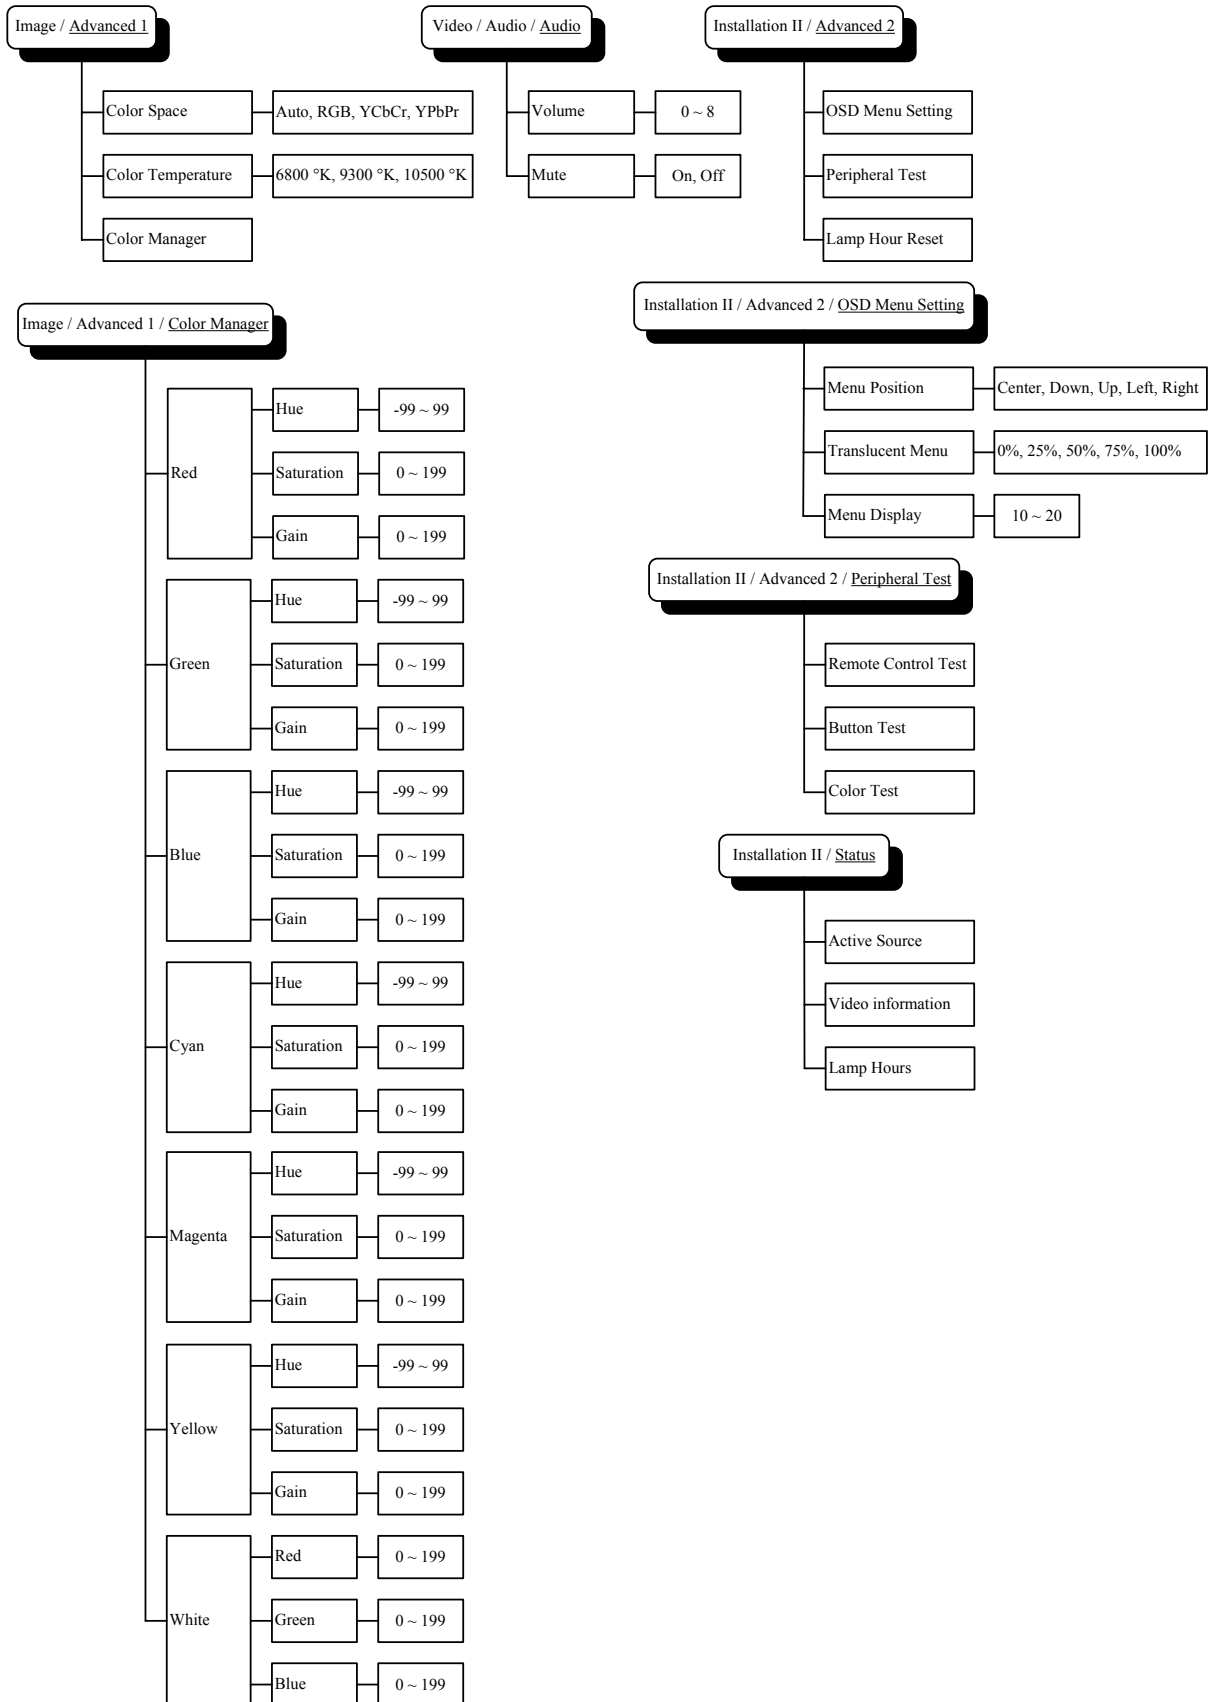 Image / Advanced 1
Color Space
Auto, RGB, YCbCr, YPbPr
Color Temperature
6800 °K, 9300 °K, 10500 °K
Color Manager
Video / Audio / Audio
Volume
0 ~ 8
Mute
On, Off
Installation II / Advanced 2
OSD Menu Setting
Peripheral Test
Lamp Hour Reset
Image / Advanced 1 / Color Manager
Red
Hue
-99 ~ 99
Saturation
0 ~ 199
Gain
0 ~ 199
Green
Hue
-99 ~ 99
Saturation
0 ~ 199
Gain
0 ~ 199
Blue
Hue
-99 ~ 99
Saturation
0 ~ 199
Gain
0 ~ 199
Cyan
Hue
-99 ~ 99
Saturation
0 ~ 199
Gain
0 ~ 199
Magenta
Hue
-99 ~ 99
Saturation
0 ~ 199
Gain
0 ~ 199
Yellow
Hue
-99 ~ 99
Saturation
0 ~ 199
Gain
0 ~ 199
White
Red
0 ~ 199
Green
0 ~ 199
Blue
0 ~ 199
Installation II / Advanced 2 / OSD Menu Setting
Menu Position
Center, Down, Up, Left, Right
Translucent Menu
0%, 25%, 50%, 75%, 100%
Menu Display
10 ~ 20
Installation II / Advanced 2 / Peripheral Test
Remote Control Test
Button Test
Color Test
Installation II / Status
Active Source
Video information
Lamp Hours